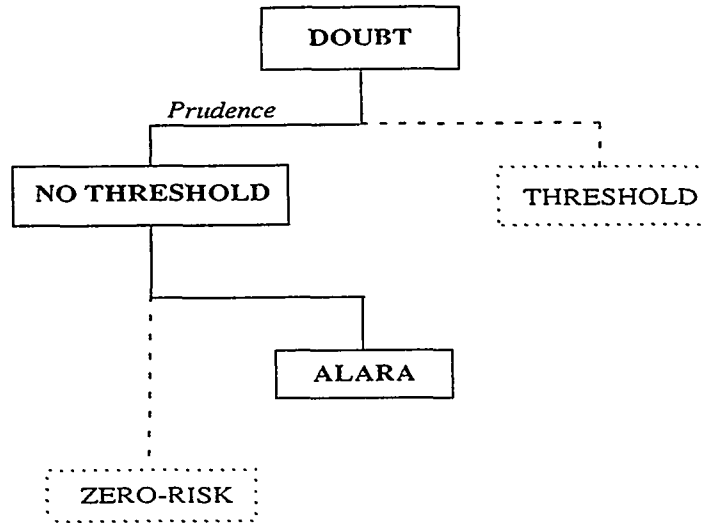 DOUBT
Prudence
NO THRESHOLD
THRESHOLD
ALARA
ZERO-RISK